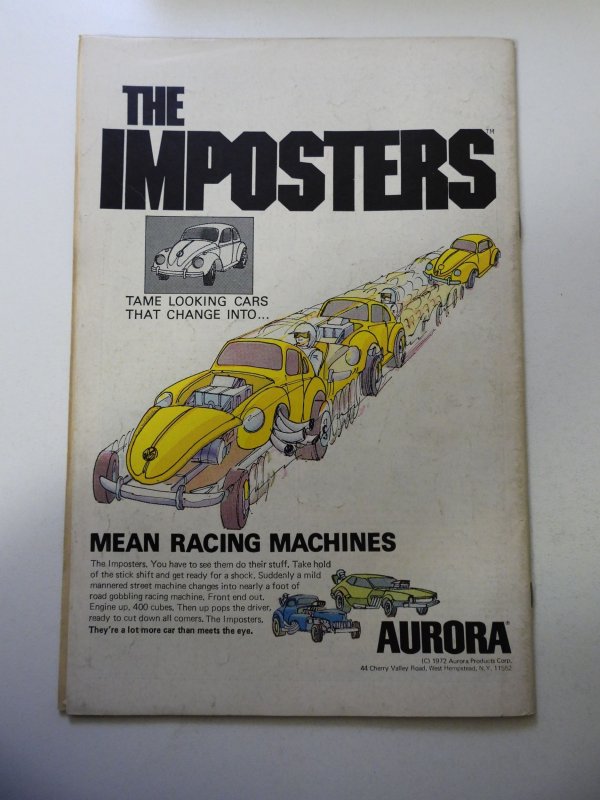 THE
IMPOSTERS™
TAME LOOKING CARS
THAT CHANGE INTO...
MEAN RACING MACHINES
The Imposters. You have to see them do their stuff. Take hold
of the stick shift and get ready for a shock. Suddenly a mild
mannered street machine changes into nearly a foot of
road gobbling racing machine. Front end out.
Engine up, 400 cubes. Then up pops the driver,
ready to cut down all corners. The Imposters.
They're a lot more car than meets the eye.
AURORA®
(C) 1972 Aurora Products Corp.
44 Cherry Valley Road, West Hempstead, N.Y. 11552